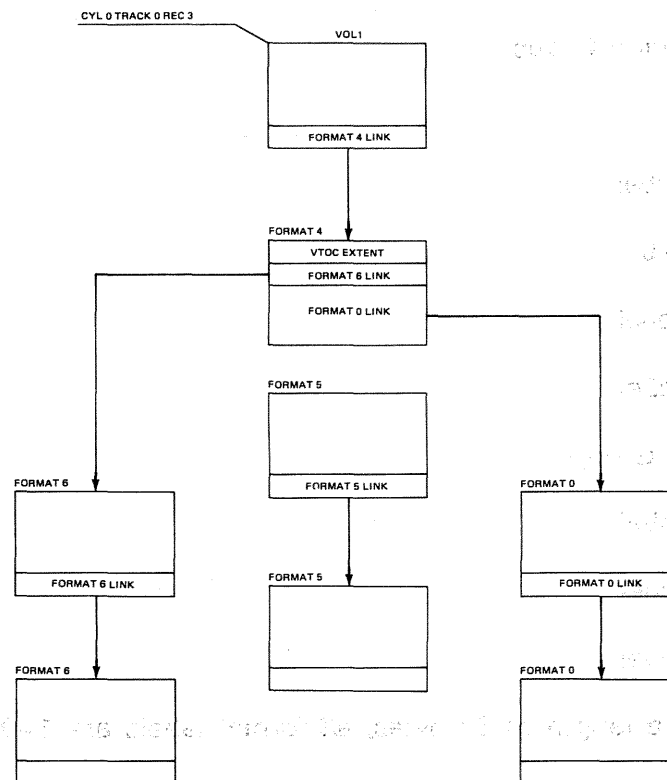 CYL 0 TRACK 0 REC 3
VOL1
FORMAT 4 LINK
FORMAT 4
VTOC EXTENT
FORMAT 6 LINK
FORMAT 0 LINK
FORMAT 5
FORMAT 5 LINK
FORMAT 6
FORMAT 0
FORMAT 6 LINK
FORMAT 0 LINK
FORMAT 5
FORMAT 6
FORMAT 0